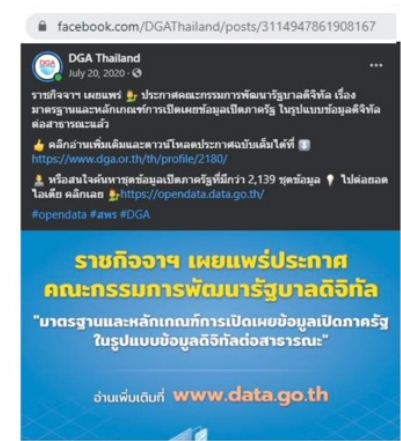 facebook.com/DGAThailand/posts/3114947861908167
DGA Thailand
July 20, 2020
ราชกิจจาฯ เผยแพร่ ประกาศคณะกรรมการพัฒนารัฐบาลดิจิทัล เรื่อง
มาตรฐานและหลักเกณฑ์การเปิดเผยข้อมูลเปิดภาครัฐ ในรูปแบบข้อมูลดิจิทัล
ต่อสาธารณะแล้ว
คลิกอ่านเพิ่มเติมและดาวน์โหลดประกาศฉบับเต็มได้ที่
https://www.dga.or.th/th/profile/2180/
หรือสนใจค้นหาชุดข้อมูลเปิดภาครัฐที่มีกว่า 2,139 ชุดข้อมูล ไปต่อยอด
ไอเดีย คลิกเลย https://opendata.data.go.th/
#opendata #สพร #DGA
ราชกิจจาฯ เผยแพร่ประกาศ
คณะกรรมการพัฒนารัฐบาลดิจิทัล
"มาตรฐานและหลักเกณฑ์การเปิดเผยข้อมูลเปิดภาครัฐ
ในรูปแบบข้อมูลดิจิทัลต่อสาธารณะ"
อ่านเพิ่มเติมที่ www.data.go.th